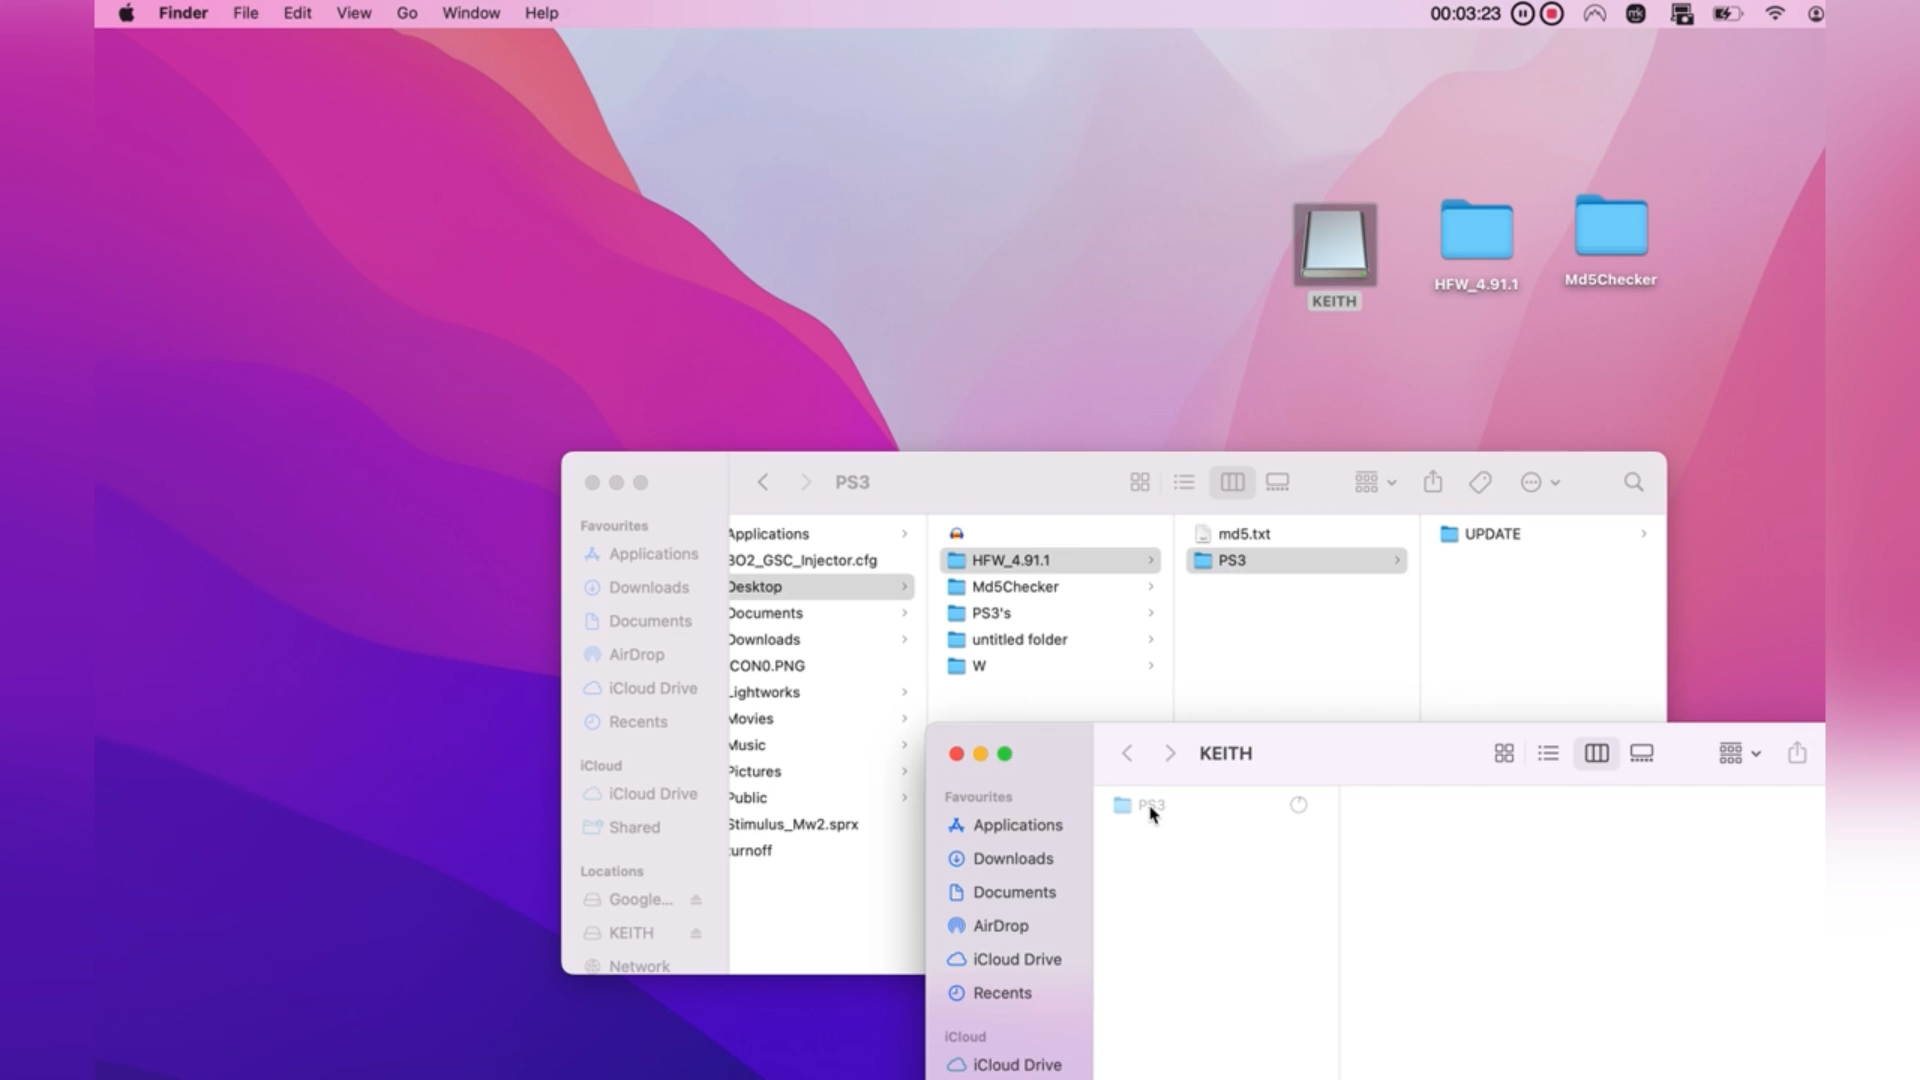 Finder File Edit View Go Window Help 00:03:23 mk
KEITH
HFW_4.91.1
Md5Checker
PS3
Favourites
Applications
Downloads
Documents
AirDrop
iCloud Drive
Recents
iCloud
iCloud Drive
Shared
Locations
Google...
KEITH
Network
Applications
BO2_GSC_Injector.cfg
Desktop
Documents
Downloads
ICON0.PNG
Lightworks
Movies
Music
Pictures
Public
Stimulus_Mw2.sprx
turnoff
HFW_4.91.1
Md5Checker
PS3's
untitled folder
W
md5.txt
PS3
UPDATE
KEITH
Favourites
Applications
Downloads
Documents
AirDrop
iCloud Drive
Recents
iCloud
iCloud Drive
PS3